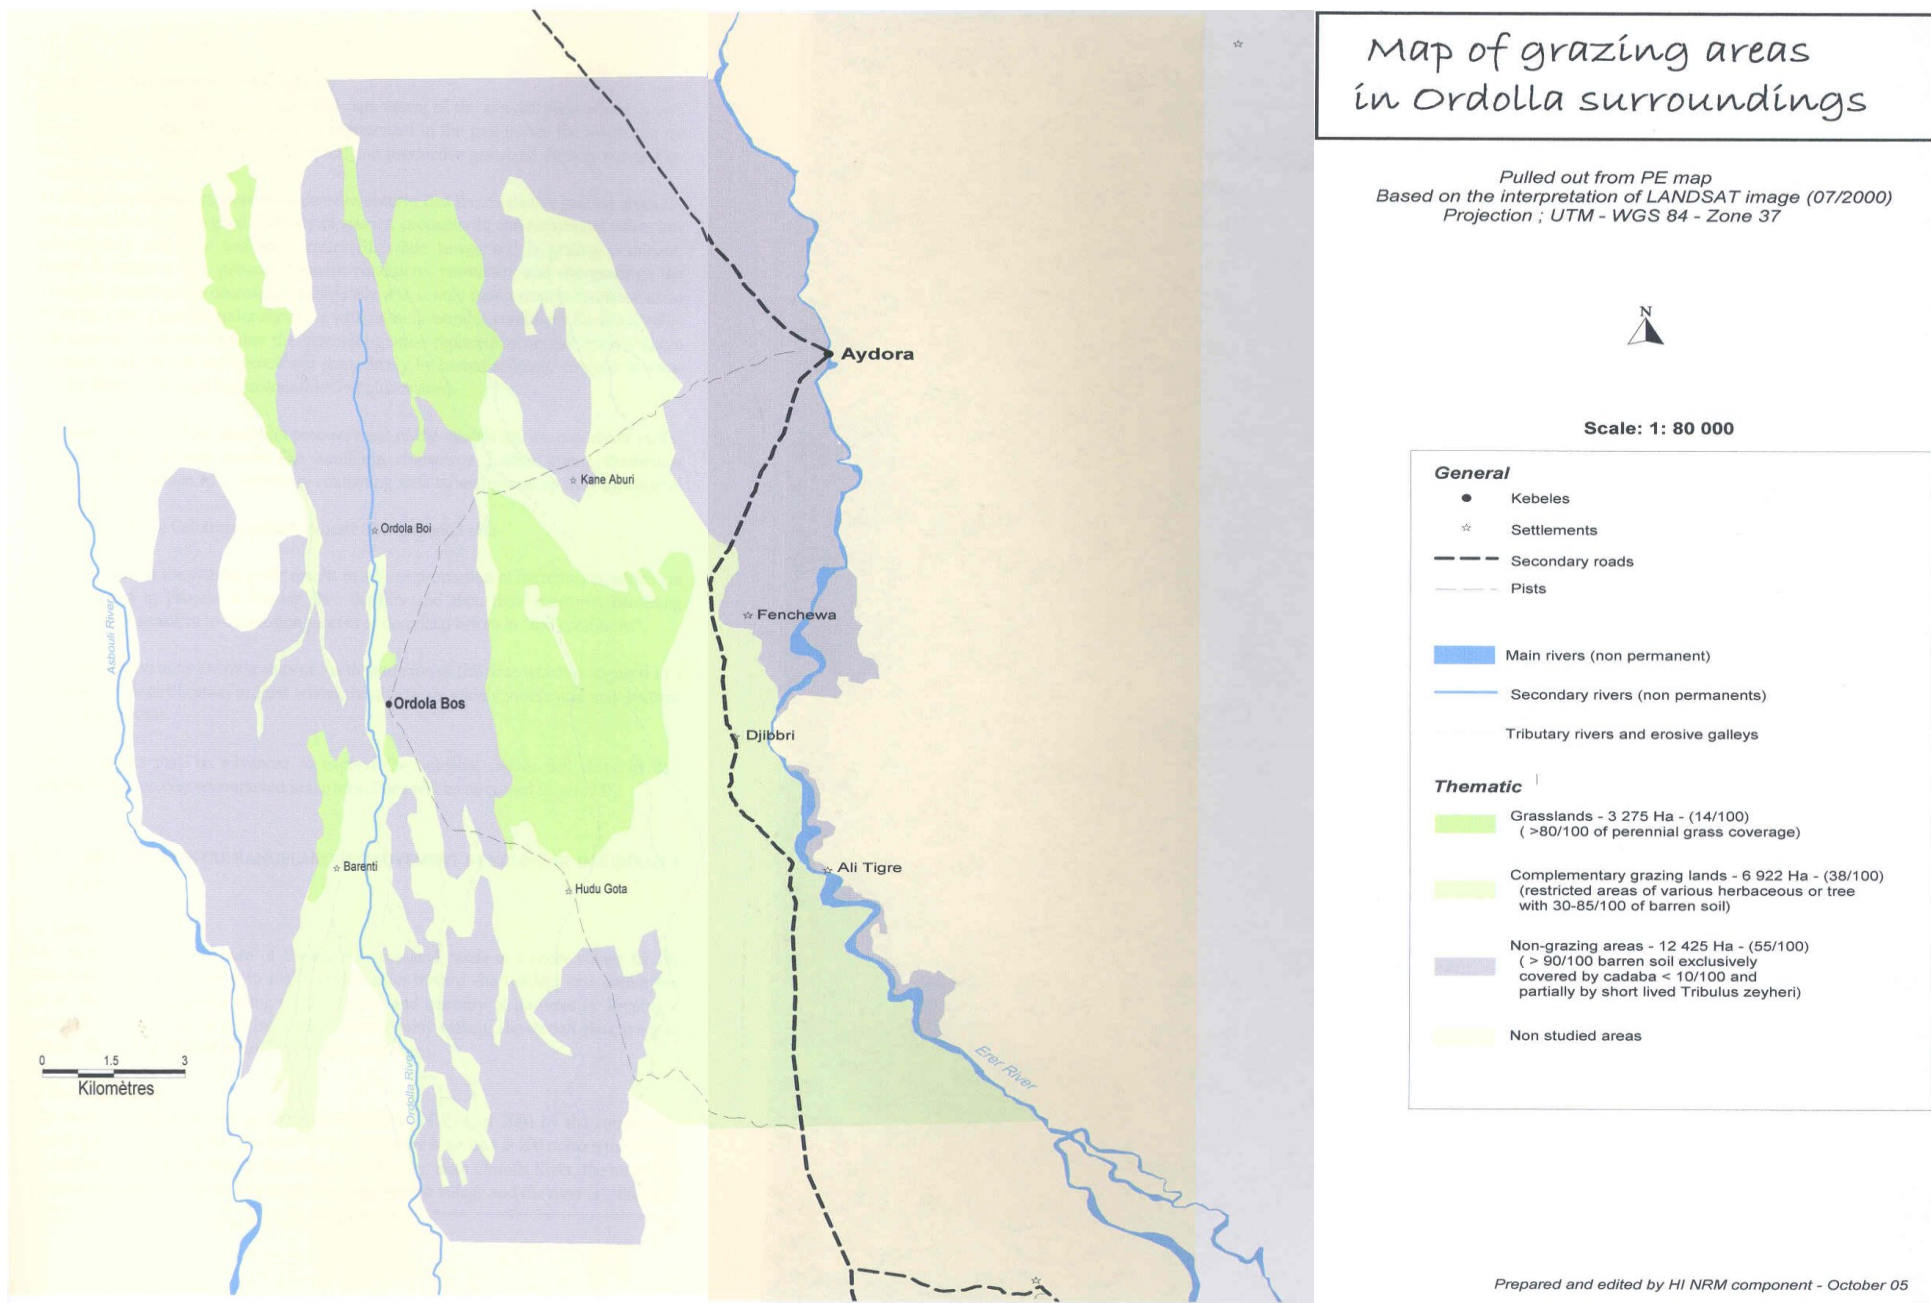 Map of grazing areas
in Ordolla surroundings
Pulled out from PE map
Based on the interpretation of LANDSAT image (07/2000)
Projection ; UTM - WGS 84 - Zone 37
N
Scale: 1: 80 000
General
Kebeles
Settlements
Secondary roads
Pists
Main rivers (non permanent)
Secondary rivers (non permanents)
Tributary rivers and erosive galleys
Thematic
Grasslands - 3 275 Ha - (14/100)
( >80/100 of perennial grass coverage)
Complementary grazing lands - 6 922 Ha - (38/100)
(restricted areas of various herbaceous or tree
with 30-85/100 of barren soil)
Non-grazing areas - 12 425 Ha - (55/100)
( > 90/100 barren soil exclusively
covered by cadaba < 10/100 and
partially by short lived Tribulus zeyheri)
Non studied areas
Prepared and edited by HI NRM component - October 05
Aydora
Kane Aburi
Ordola Boi
Fenchewa
Asbouli River
Ordola Bos
Djibbri
Barenti
Hudu Gota
Ali Tigre
Erer River
Ordolla River
0 1.5 3
Kilomètres